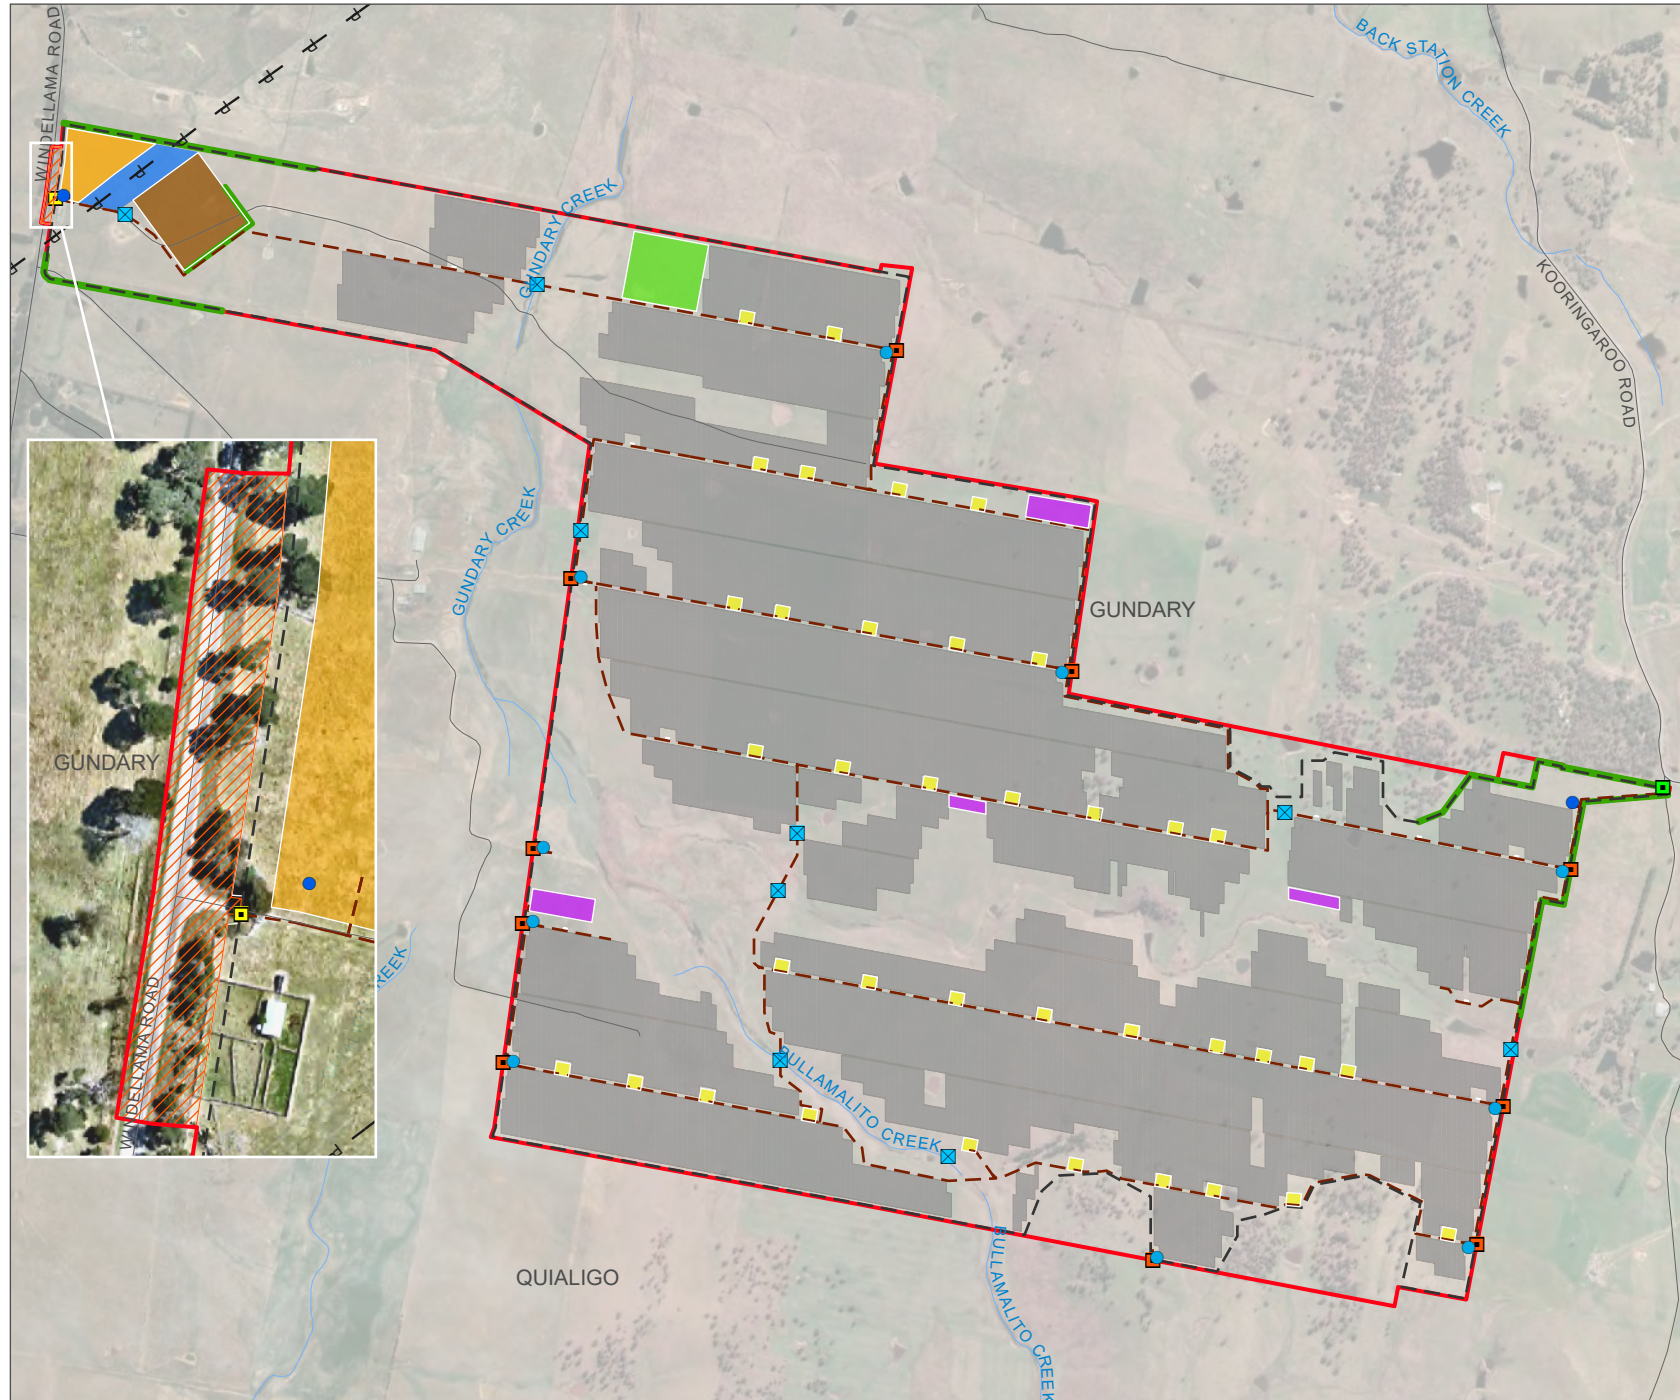 WINDELLAMA ROAD
BACK STATION CREEK
GUNDARY CREEK
KOORINGAROO ROAD
GUNDARY CREEK
GUNDARY
GUNDARY
WINDELLAMA ROAD
REEK
BULLAMALITO CREEK
QUIALIGO
BULLAMALITO CREEK